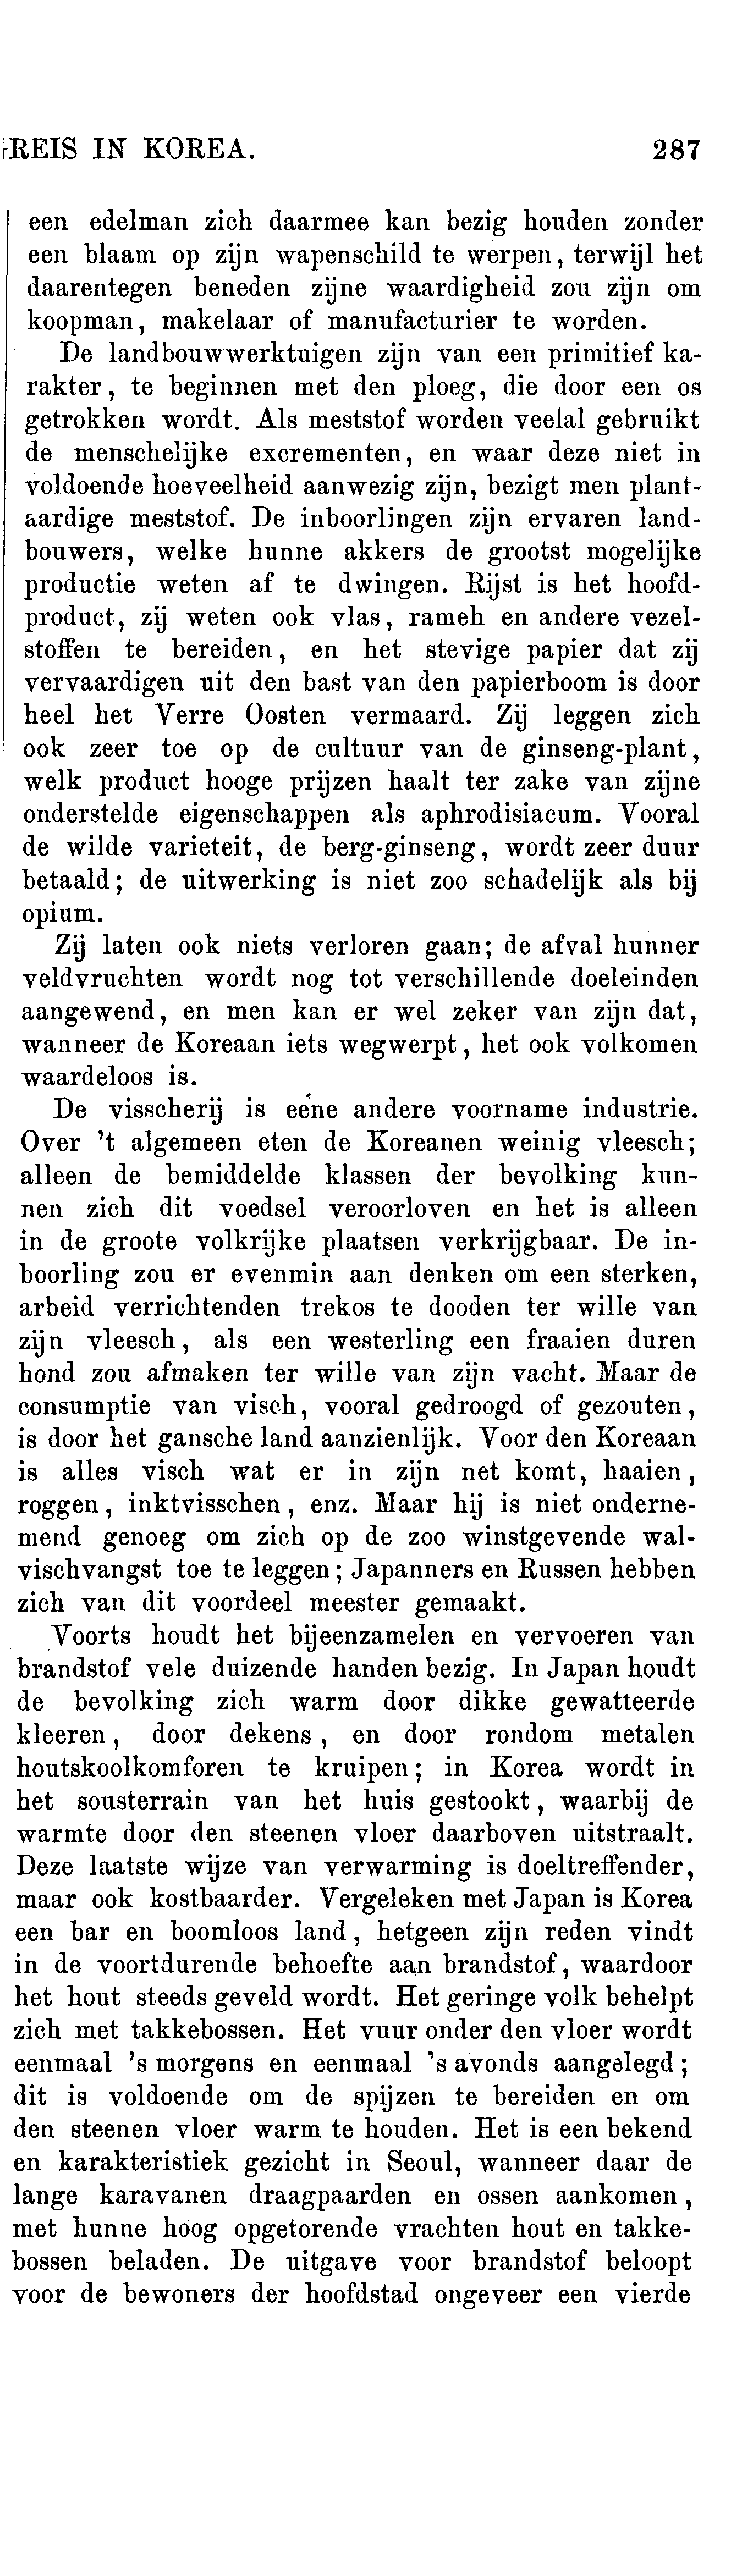 REIS IN KOREA. 287
een edelman zich daarmee kan bezig houden zonder
een blaam op zijn wapenschild te werpen, terwijl het
daarentegen beneden zijne waardigheid zou zijn om
koopman, makelaar of manufacturier te worden.
De landbouwwerktuigen zijn van een primitief ka-
rakter, te beginnen met den ploeg, die door een os
getrokken wordt. Als meststof worden veelal gebruikt
de menschelijke excrementen, en waar deze niet in
voldoende hoeveelheid aanwezig zijn, bezigt men plant-
aardige meststof. De inboorlingen zijn ervaren land-
bouwers, welke hunne akkers de grootst mogelijke
productie weten af te dwingen. Rijst is het hoofd-
product, zij weten ook vlas, rameh en andere vezel-
stoffen te bereiden, en het stevige papier dat zij
vervaardigen uit den bast van den papierboom is door
heel het Verre Oosten vermaard. Zij leggen zich
ook zeer toe op de cultuur van de ginseng-plant,
welk product hooge prijzen haalt ter zake van zijne
onderstelde eigenschappen als aphrodisiacum. Vooral
de wilde varieteit, de berg-ginseng, wordt zeer duur
betaald; de uitwerking is niet zoo schadelijk als bij
opium.
Zij laten ook niets verloren gaan; de afval hunner
veldvruchten wordt nog tot verschillende doeleinden
aangewend, en men kan er wel zeker van zijn dat,
wanneer de Koreaan iets wegwerpt, het ook volkomen
waardeloos is.
De visscherij is eéne andere voorname industrie.
Over 't algemeen eten de Koreanen weinig vleesch;
alleen de bemiddelde klassen der bevolking kun-
nen zich dit voedsel veroorloven en het is alleen
in de groote volkrijke plaatsen verkrijgbaar. De in-
boorling zou er evenmin aan denken om een sterken,
arbeid verrichtenden trekos te dooden ter wille van
zijn vleesch, als een westerling een fraaien duren
hond zou afmaken ter wille van zijn vacht. Maar de
consumptie van visch, vooral gedroogd of gezouten,
is door het gansche land aanzienlijk. Voor den Koreaan
is alles visch wat er in zijn net komt, haaien,
roggen, inktvisschen, enz. Maar hij is niet onderne-
mend genoeg om zich op de zoo winstgevende wal-
vischvangst toe te leggen; Japanners en Russen hebben
zich van dit voordeel meester gemaakt.
Voorts houdt het bijeenzamelen en vervoeren van
brandstof vele duizende handen bezig. In Japan houdt
de bevolking zich warm door dikke gewatteerde
kleeren, door dekens, en door rondom metalen
houtskoolkomforen te kruipen; in Korea wordt in
het sousterrain van het huis gestookt, waarbij de
warmte door den steenen vloer daarboven uitstraalt.
Deze laatste wijze van verwarming is doeltreffender,
maar ook kostbaarder. Vergeleken met Japan is Korea
een bar en boomloos land, hetgeen zijn reden vindt
in de voortdurende behoefte aan brandstof, waardoor
het hout steeds geveld wordt. Het geringe volk behelpt
zich met takkebossen. Het vuur onder den vloer wordt
eenmaal 's morgens en eenmaal 's avonds aangelegd;
dit is voldoende om de spijzen te bereiden en om
den steenen vloer warm te houden. Het is een bekend
en karakteristiek gezicht in Seoul, wanneer daar de
lange karavanen draagpaarden en ossen aankomen,
met hunne hoog opgetorende vrachten hout en takke-
bossen beladen. De uitgave voor brandstof beloopt
voor de bewoners der hoofdstad ongeveer een vierde